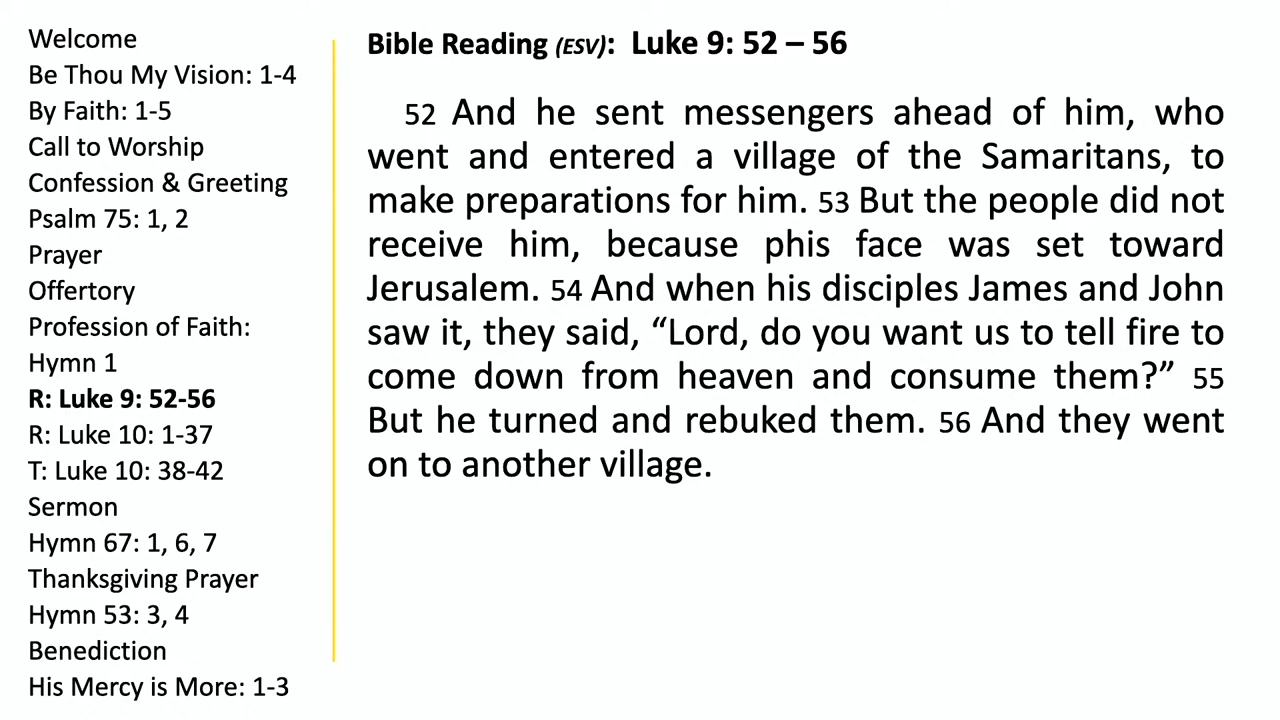 Welcome
Be Thou My Vision: 1-4
By Faith: 1-5
Call to Worship
Confession & Greeting
Psalm 75: 1, 2
Prayer
Offertory
Profession of Faith:
Hymn 1
R: Luke 9: 52-56
R: Luke 10: 1-37
T: Luke 10: 38-42
Sermon
Hymn 67: 1, 6, 7
Thanksgiving Prayer
Hymn 53: 3, 4
Benediction
His Mercy is More: 1-3
Bible Reading (ESV): Luke 9: 52 – 56
52 And he sent messengers ahead of him, who
went and entered a village of the Samaritans, to
make preparations for him. 53 But the people did not
receive him, because phis face was set toward
Jerusalem. 54 And when his disciples James and John
saw it, they said, “Lord, do you want us to tell fire to
come down from heaven and consume them?” 55
But he turned and rebuked them. 56 And they went
on to another village.